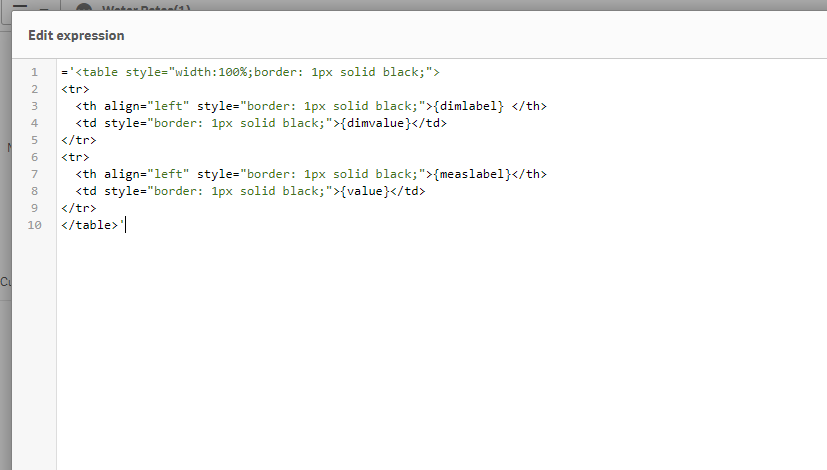 Water Rates(1)
Edit expression
1 ='<table style="width:100%;border: 1px solid black;">
2 <tr>
3   <th align="left" style="border: 1px solid black;">{dimlabel} </th>
4   <td style="border: 1px solid black;">{dimvalue}</td>
5 </tr>
6 <tr>
7   <th align="left" style="border: 1px solid black;">{measlabel}</th>
8   <td style="border: 1px solid black;">{value}</td>
9 </tr>
10 </table>'